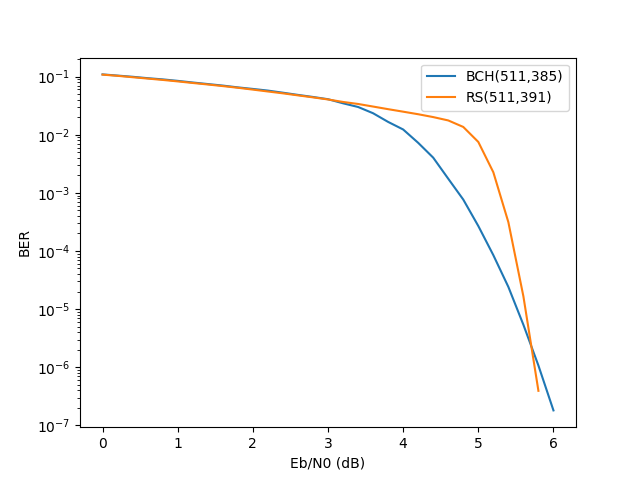 BCH(511,385)
RS(511,391)
10⁻¹
10⁻²
10⁻³
10⁻⁴
10⁻⁵
10⁻⁶
10⁻⁷
BER
0 1 2 3 4 5 6
Eb/N0 (dB)